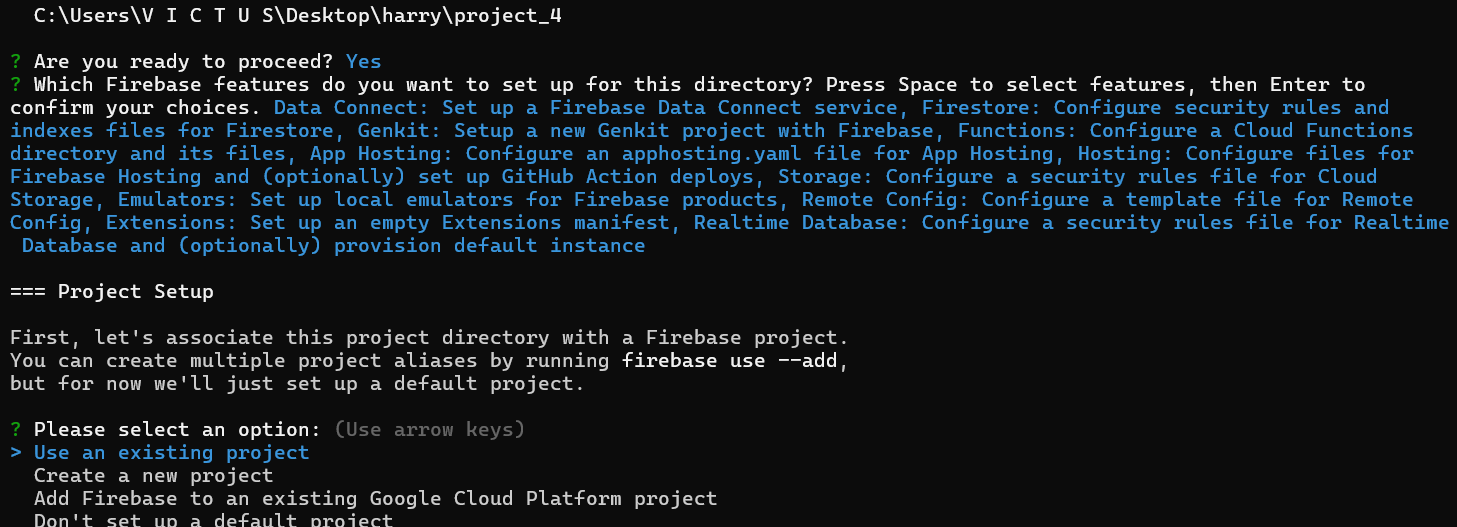 C:\Users\V I C T U S\Desktop\harry\project_4
? Are you ready to proceed? Yes
? Which Firebase features do you want to set up for this directory? Press Space to select features, then Enter to
confirm your choices. Data Connect: Set up a Firebase Data Connect service, Firestore: Configure security rules and
indexes files for Firestore, Genkit: Setup a new Genkit project with Firebase, Functions: Configure a Cloud Functions
directory and its files, App Hosting: Configure an apphosting.yaml file for App Hosting, Hosting: Configure files for
Firebase Hosting and (optionally) set up GitHub Action deploys, Storage: Configure a security rules file for Cloud
Storage, Emulators: Set up local emulators for Firebase products, Remote Config: Configure a template file for Remote
Config, Extensions: Set up an empty Extensions manifest, Realtime Database: Configure a security rules file for Realtime
Database and (optionally) provision default instance
=== Project Setup
First, let's associate this project directory with a Firebase project.
You can create multiple project aliases by running firebase use --add,
but for now we'll just set up a default project.
? Please select an option: (Use arrow keys)
> Use an existing project
Create a new project
Add Firebase to an existing Google Cloud Platform project
Don't set up a default project